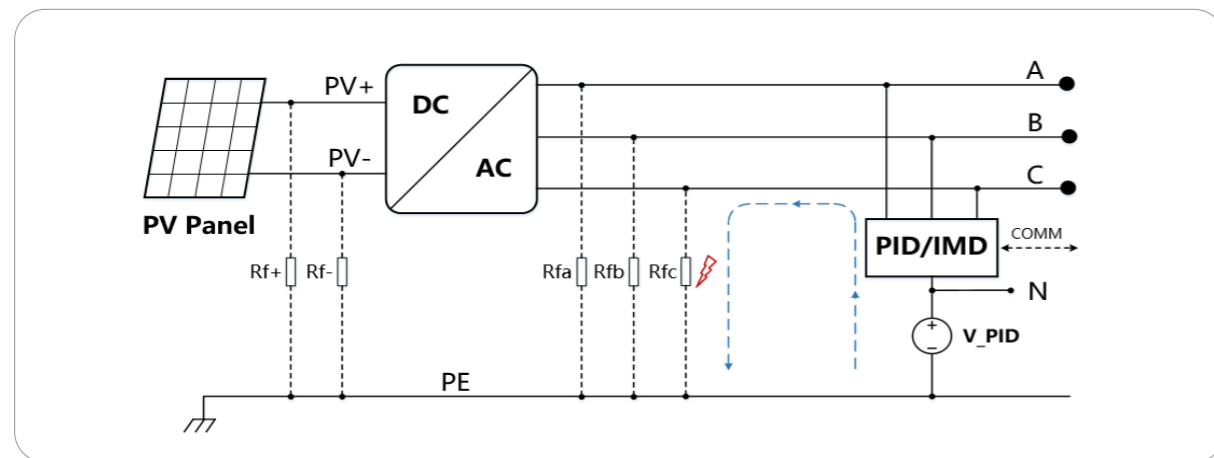 PV+
DC
PV-
AC
PV Panel
A
B
C
PID/IMD
COMM
Rf+
Rf-
Rfa
Rfb
Rfc
N
+
V_PID
−
PE